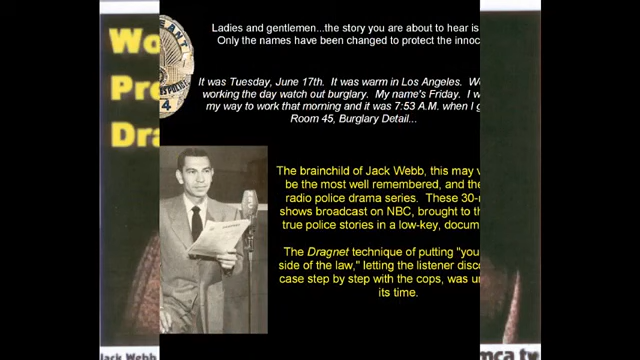 Wo
Pre
Dra
Ladies and gentlemen...the story you are about to hear is
Only the names have been changed to protect the innoc
4
It was Tuesday, June 17th. It was warm in Los Angeles. W
working the day watch out burglary. My name's Friday. I w
my way to work that morning and it was 7:53 A.M. when I g
Room 45, Burglary Detail...
The brainchild of Jack Webb, this may v
be the most well remembered, and the
radio police drama series. These 30-
shows broadcast on NBC, brought to th
true police stories in a low-key, docum
The Dragnet technique of putting "you
side of the law," letting the listener disc
case step by step with the cops, was u
its time.
Jack Webb
mca.tv